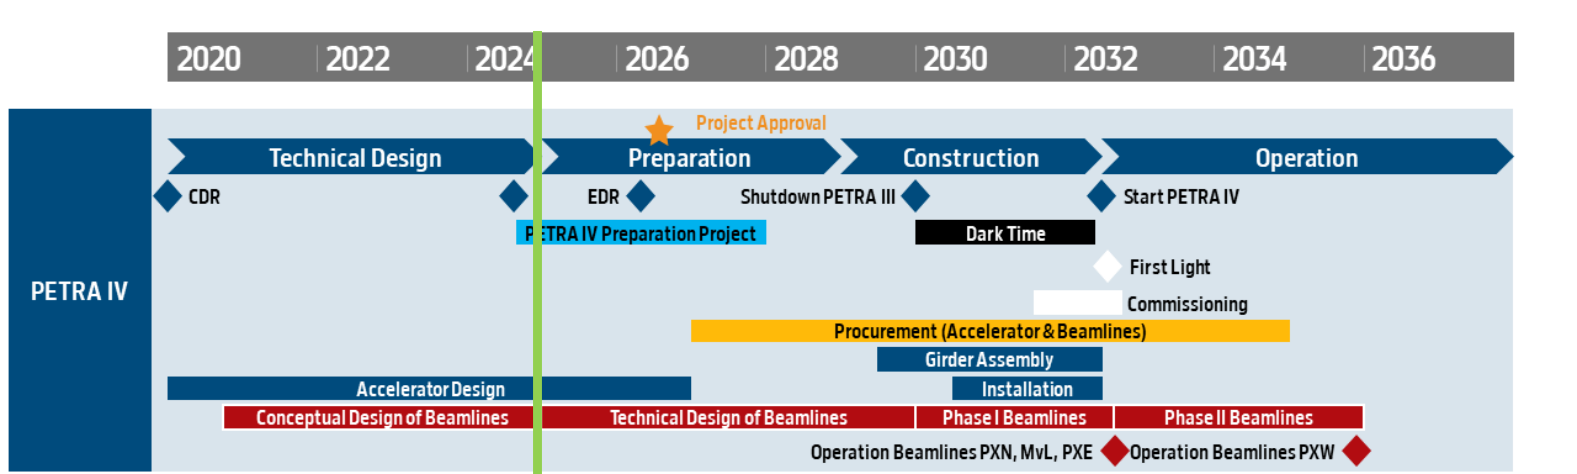 2020 2022 2024 2026 2028 2030 2032 2034 2036
Project Approval
Technical Design Preparation Construction Operation
CDR EDR Shutdown PETRA III Start PETRA IV
PETRA IV Preparation Project Dark Time
First Light
PETRA IV
Commissioning
Procurement (Accelerator & Beamlines)
Girder Assembly
Accelerator Design Installation
Conceptual Design of Beamlines Technical Design of Beamlines Phase I Beamlines Phase II Beamlines
Operation Beamlines PXN, MvL, PXE Operation Beamlines PXW